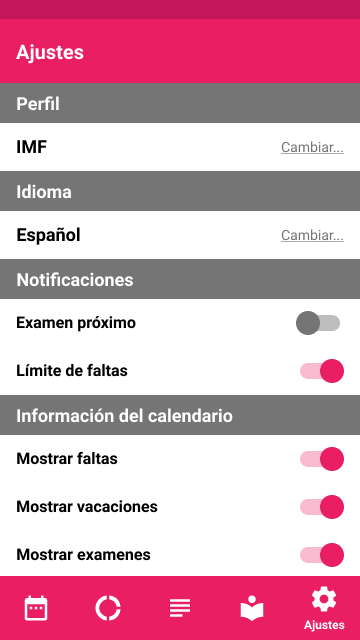 Ajustes
Perfil
IMF Cambiar...
Idioma
Español Cambiar...
Notificaciones
Examen próximo
Límite de faltas
Información del calendario
Mostrar faltas
Mostrar vacaciones
Mostrar examenes
Ajustes